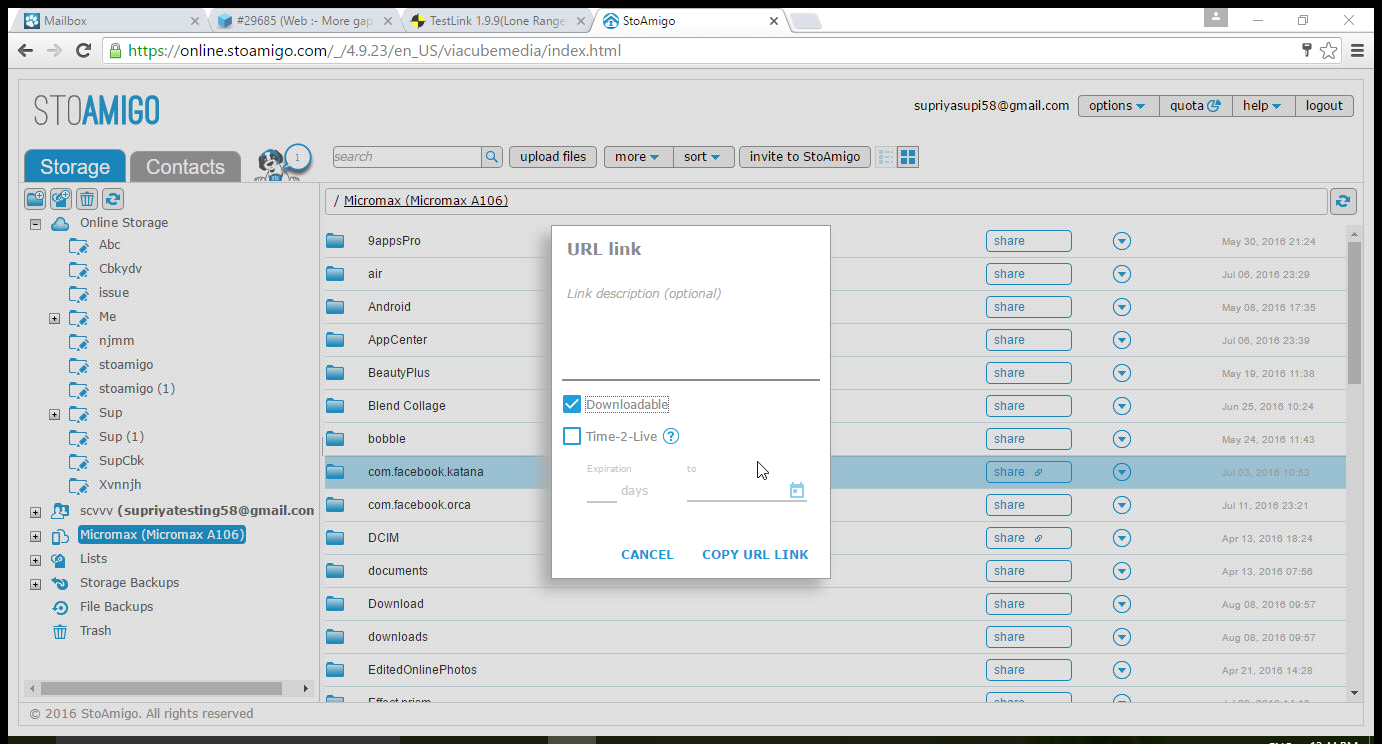 Mailbox
#29685 (Web :- More gap
TestLink 1.9.9(Lone Range
StoAmigo
https://online.stoamigo.com/_/4.9.23/en_US/viacubemedia/index.html
STOAMIGO
supriyasupi58@gmail.com
options
quota
help
logout
Storage
Contacts
1
search
upload files
more
sort
invite to StoAmigo
/ Micromax (Micromax A106)
Online Storage
Abc
Cbkydv
issue
Me
njmm
stoamigo
stoamigo (1)
Sup
Sup (1)
SupCbk
Xvnnjh
scvvv (supriyatesting58@gmail.con
Micromax (Micromax A106)
Lists
Storage Backups
File Backups
Trash
9appsPro share May 30, 2016 21:24
air share Jul 06, 2016 23:29
Android share May 08, 2016 17:35
AppCenter share Jul 06, 2016 23:39
BeautyPlus share May 19, 2016 11:38
Blend Collage share Jun 25, 2016 10:24
bobble share May 24, 2016 11:43
com.facebook.katana share Jul 03, 2016 10:53
com.facebook.orca share Jul 11, 2016 23:21
DCIM share Apr 13, 2016 18:24
documents share Apr 13, 2016 07:56
Download share Aug 08, 2016 09:57
downloads share Aug 08, 2016 09:57
EditedOnlinePhotos share Apr 21, 2016 14:28
Effect.prism share
URL link
Link description (optional)
Downloadable
Time-2-Live ?
Expiration
to
days
CANCEL
COPY URL LINK
© 2016 StoAmigo. All rights reserved